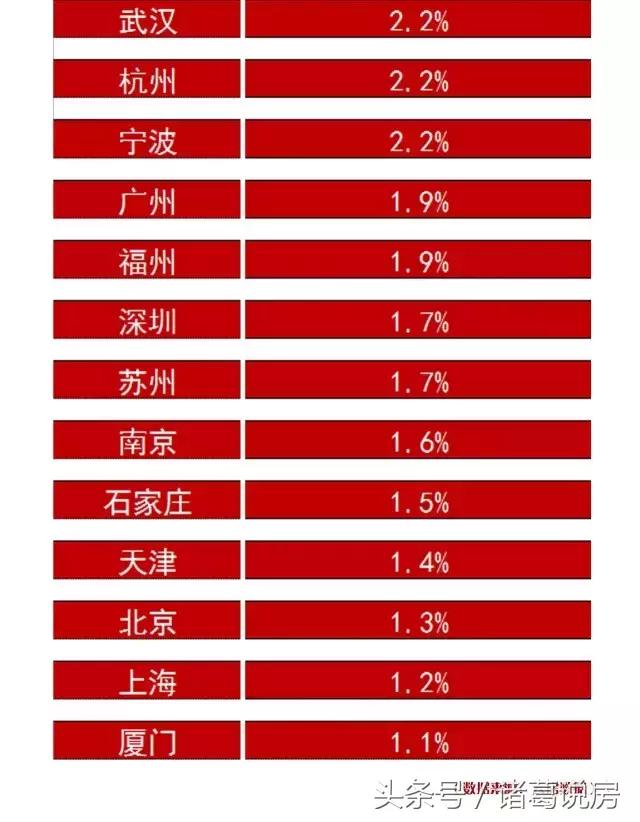 武汉 2.2%
杭州 2.2%
宁波 2.2%
广州 1.9%
福州 1.9%
深圳 1.7%
苏州 1.7%
南京 1.6%
石家庄 1.5%
天津 1.4%
北京 1.3%
上海 1.2%
厦门 1.1%
数据来源
头条号/诸葛说房